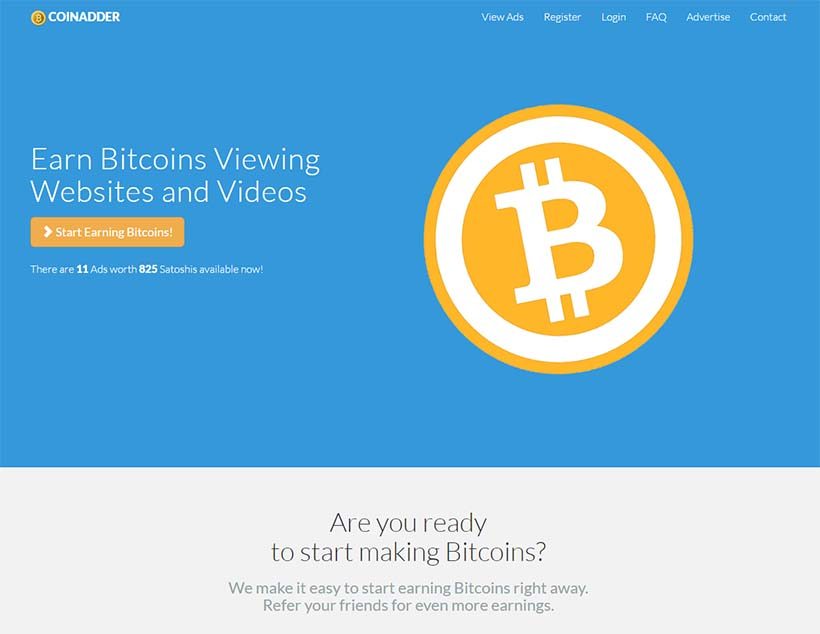 COINADDER
View Ads Register Login FAQ Advertise Contact
Earn Bitcoins Viewing
Websites and Videos
Start Earning Bitcoins!
There are 11 Ads worth 825 Satoshis available now!
Are you ready
to start making Bitcoins?
We make it easy to start earning Bitcoins right away.
Refer your friends for even more earnings.